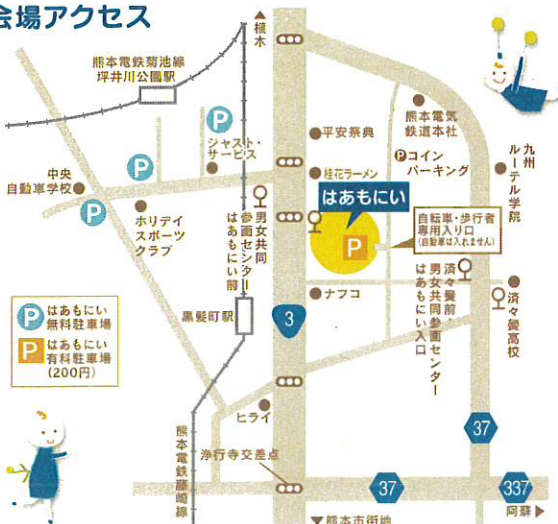 会場アクセス
▲植木
熊本電鉄菊池線
坪井川公園駅
P
ジャスト・
サービス
平安祭典
熊本電気
鉄道本社
Pコイン
パーキング
九州
ルーテル学院
P
中央
自動車学校
桂花ラーメン
はあもにい
P
ホリデイ
スポーツ
クラブ
男女共同
参画センター
はあもにい前
P
自転車・歩行者
専用入り口
(自動車は入れません)
P
はあもにい
無料駐車場
P
はあもにい
有料駐車場
(200円)
黒髪町駅
3
ナフコ
済々黌前・
男女共同参画センター
はあもにい入口
済々黌高校
ヒライ
熊本電鉄藤崎線
浄行寺交差点
37
37
337
阿蘇▶
▼熊本市街地